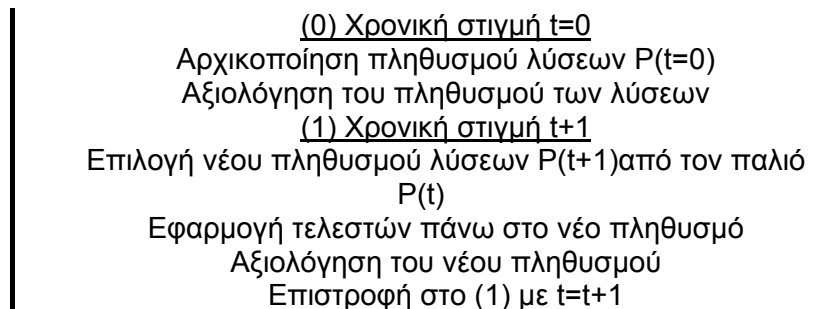 (0) Χρονική στιγμή t=0
Αρχικοποίηση πληθυσμού λύσεων P(t=0)
Αξιολόγηση του πληθυσμού των λύσεων
(1) Χρονική στιγμή t+1
Επιλογή νέου πληθυσμού λύσεων P(t+1)από τον παλιό
P(t)
Εφαρμογή τελεστών πάνω στο νέο πληθυσμό
Αξιολόγηση του νέου πληθυσμού
Επιστροφή στο (1) με t=t+1